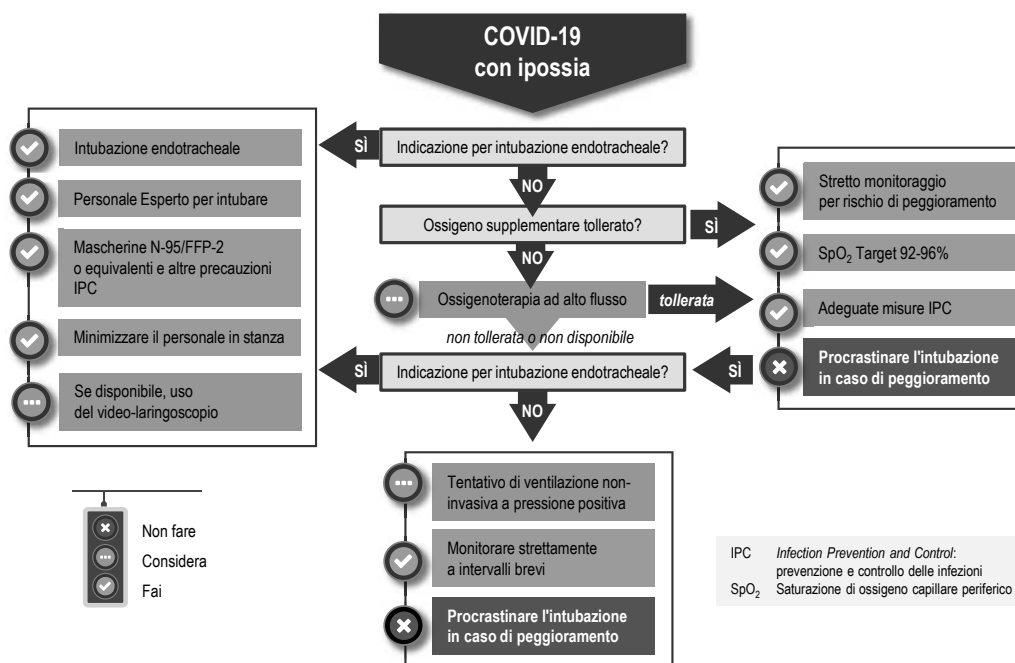 COVID-19
con ipossia
Indicazione per intubazione endotracheale?
SÌ
Intubazione endotracheale
Personale Esperto per intubare
Mascherine N-95/FFP-2
o equivalenti e altre precauzioni
IPC
Minimizzare il personale in stanza
Se disponibile, uso
del video-laringoscopio
NO
Ossigeno supplementare tollerato?
SÌ
Stretto monitoraggio
per rischio di peggioramento
SpO₂ Target 92-96%
Adeguate misure IPC
Procrastinare l'intubazione
in caso di peggioramento
NO
Ossigenoterapia ad alto flusso
tollerata
non tollerata o non disponibile
SÌ
Indicazione per intubazione endotracheale?
SÌ
NO
Tentativo di ventilazione non-
invasiva a pressione positiva
Monitorare strettamente
a intervalli brevi
Procrastinare l'intubazione
in caso di peggioramento
Non fare
Considera
Fai
IPC Infection Prevention and Control:
prevenzione e controllo delle infezioni
SpO₂ Saturazione di ossigeno capillare periferico